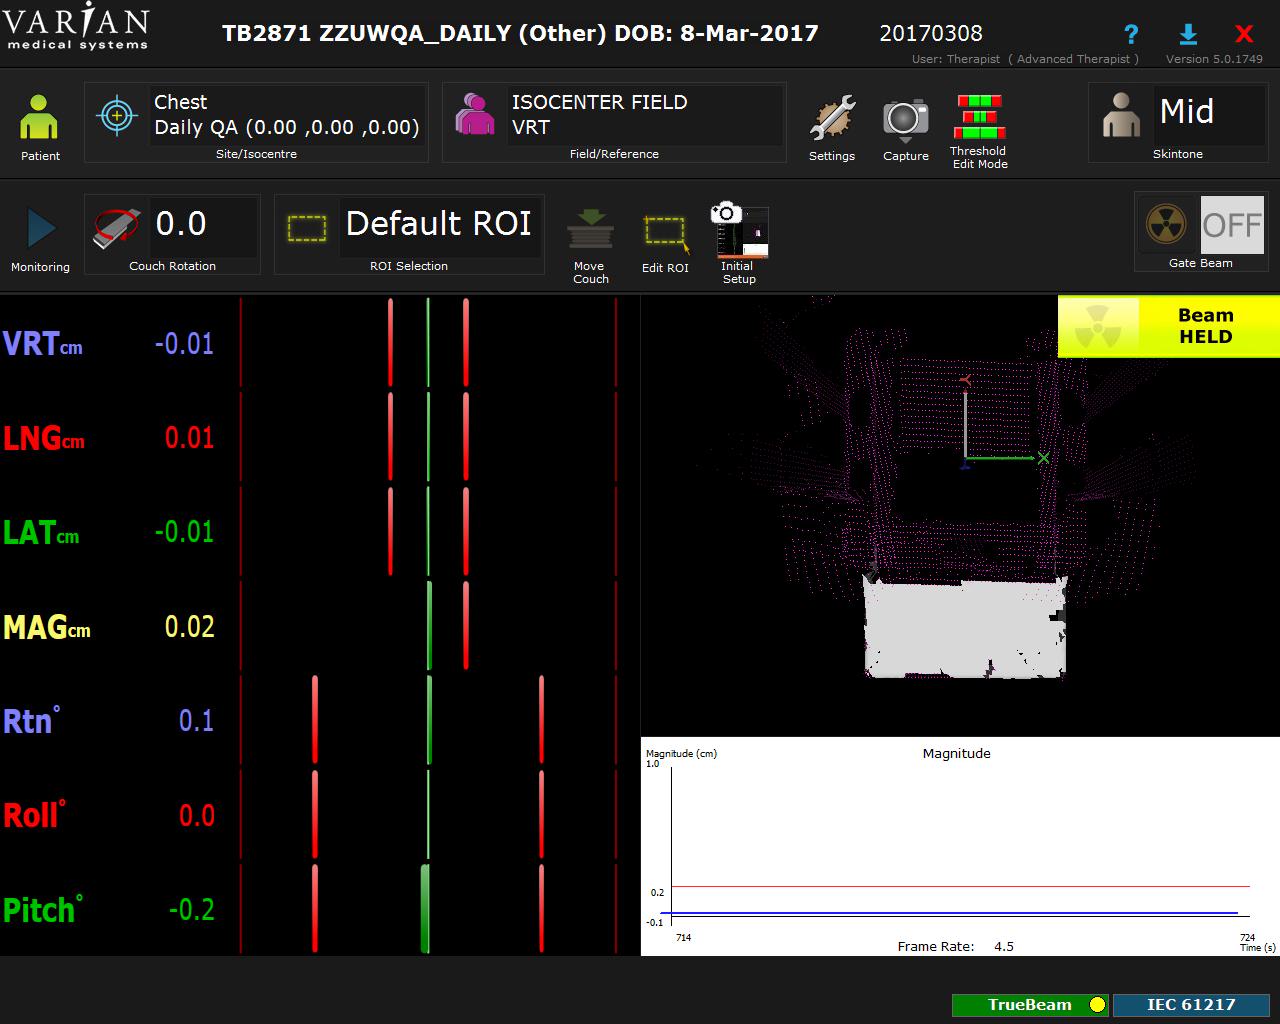 VARIAN
medical systems
TB2871 ZZUWQA_DAILY (Other) DOB: 8-Mar-2017
20170308
?
X
User: Therapist ( Advanced Therapist )
Version 5.0.1749
Patient
Chest
Daily QA (0.00 ,0.00 ,0.00)
Site/Isocentre
ISOCENTER FIELD
VRT
Field/Reference
Settings
Capture
Threshold
Edit Mode
Mid
Skintone
Monitoring
0.0
Couch Rotation
Default ROI
ROI Selection
Move
Couch
Edit ROI
Initial
Setup
OFF
Gate Beam
VRTcm -0.01
LNGcm 0.01
LATcm -0.01
MAGcm 0.02
Rtn° 0.1
Roll° 0.0
Pitch° -0.2
Beam
HELD
Y
X
Magnitude (cm)
Magnitude
1.0
0.2
-0.1
714
724
Time (s)
Frame Rate: 4.5
TrueBeam
IEC 61217